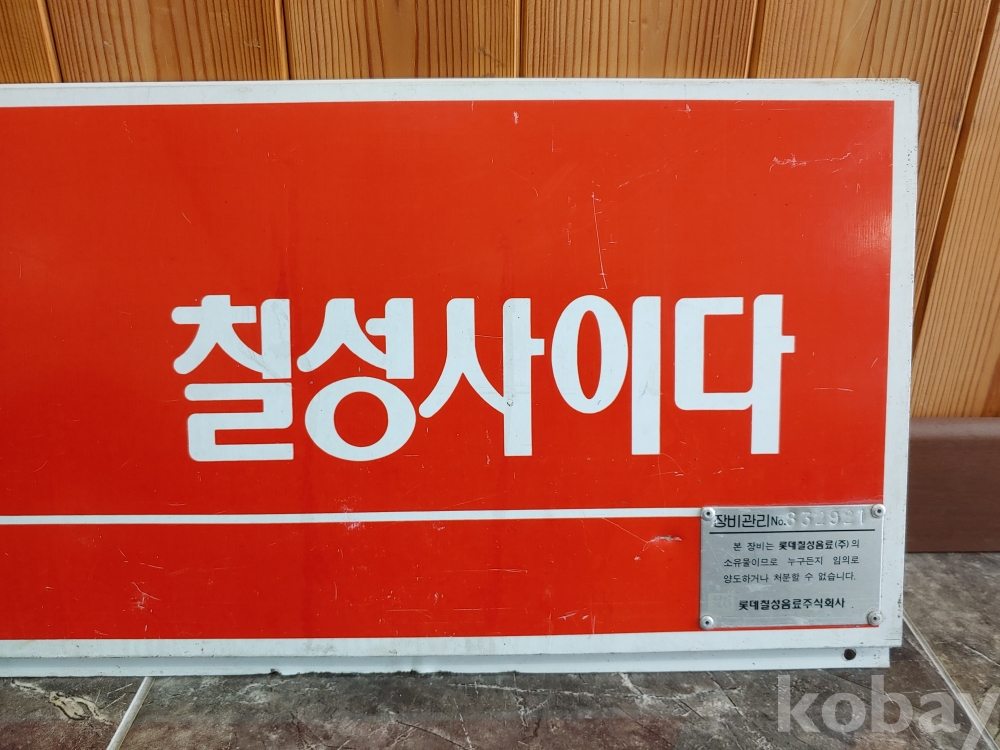 칠성사이다
장비관리No.332921
본 장비는 롯데칠성음료(주)의
소유물이므로 누구든지 임의로
양도하거나 처분할 수 없습니다.
롯데칠성음료주식회사
kobay